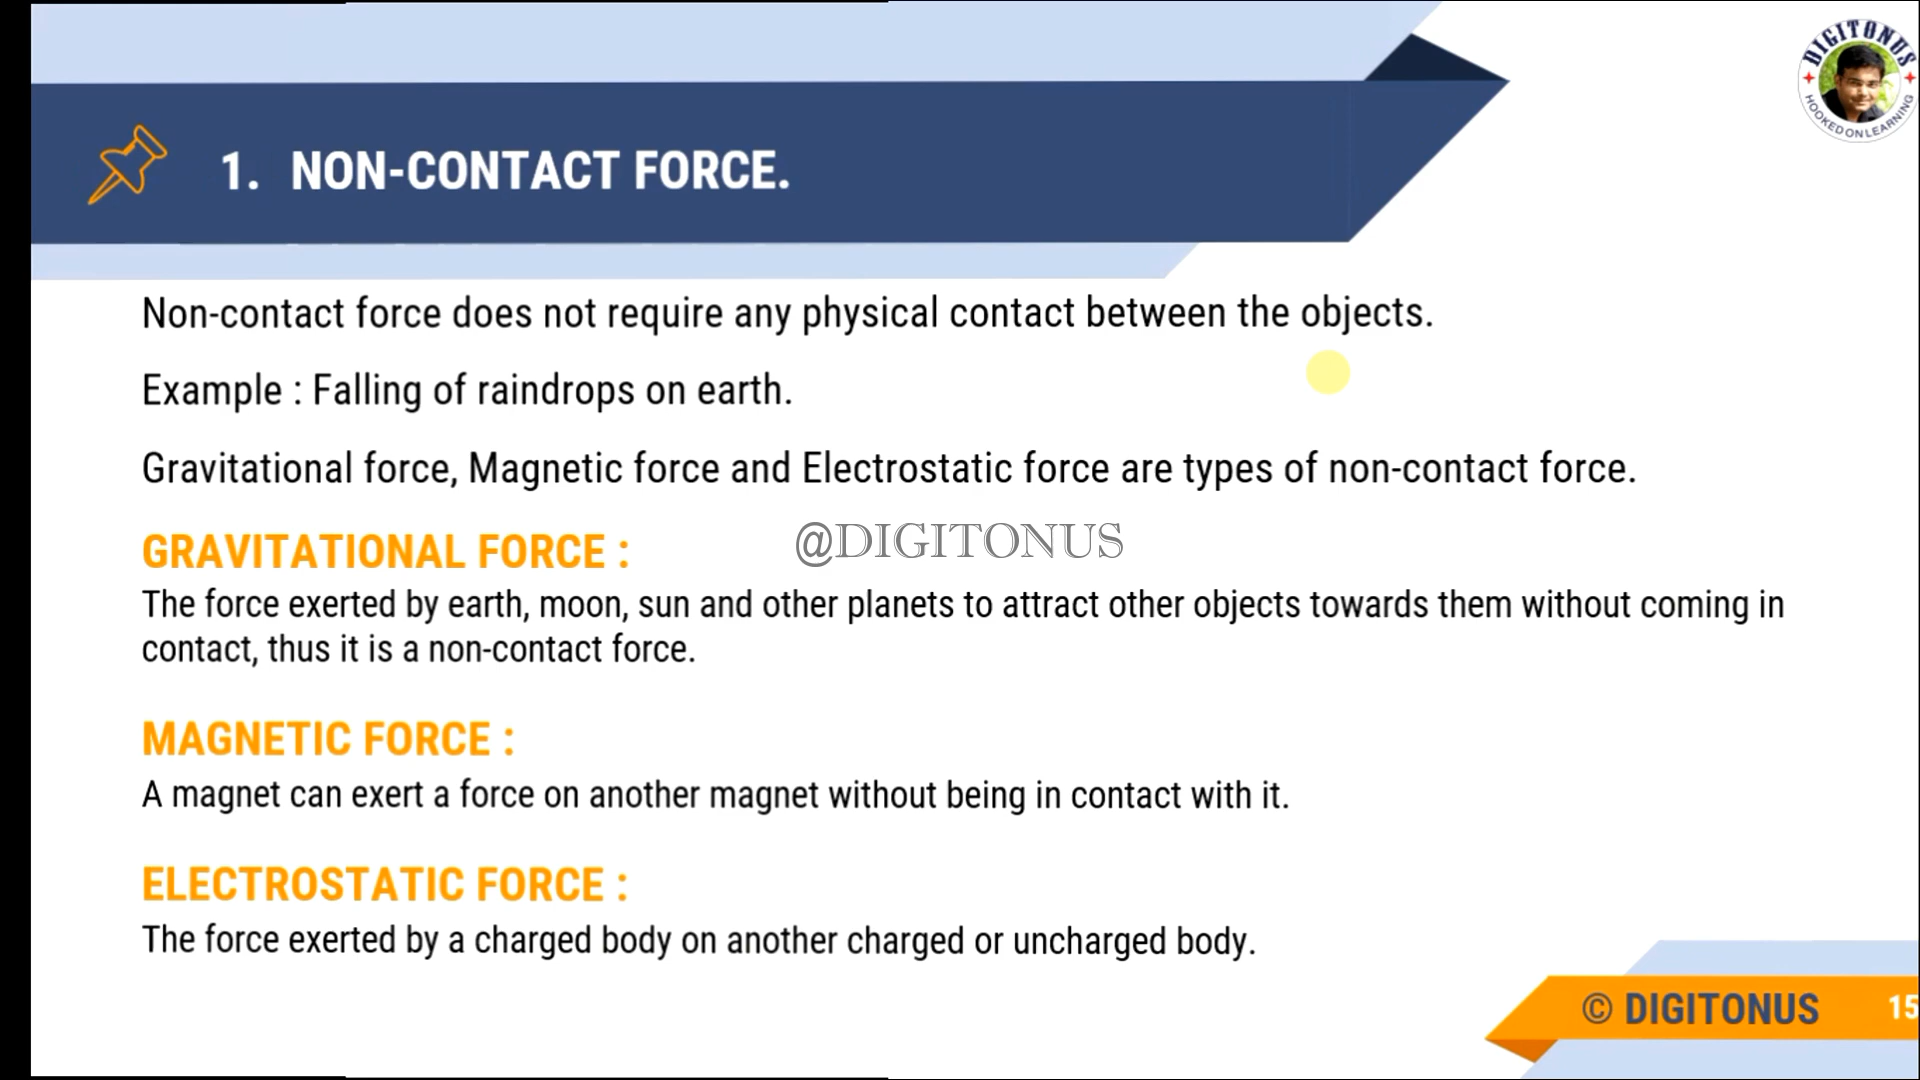 DIGITONUS
HOOKED ON LEARNING
1. NON-CONTACT FORCE.
Non-contact force does not require any physical contact between the objects.
Example : Falling of raindrops on earth.
Gravitational force, Magnetic force and Electrostatic force are types of non-contact force.
@DIGITONUS
GRAVITATIONAL FORCE :
The force exerted by earth, moon, sun and other planets to attract other objects towards them without coming in
contact, thus it is a non-contact force.
MAGNETIC FORCE :
A magnet can exert a force on another magnet without being in contact with it.
ELECTROSTATIC FORCE :
The force exerted by a charged body on another charged or uncharged body.
© DIGITONUS
15